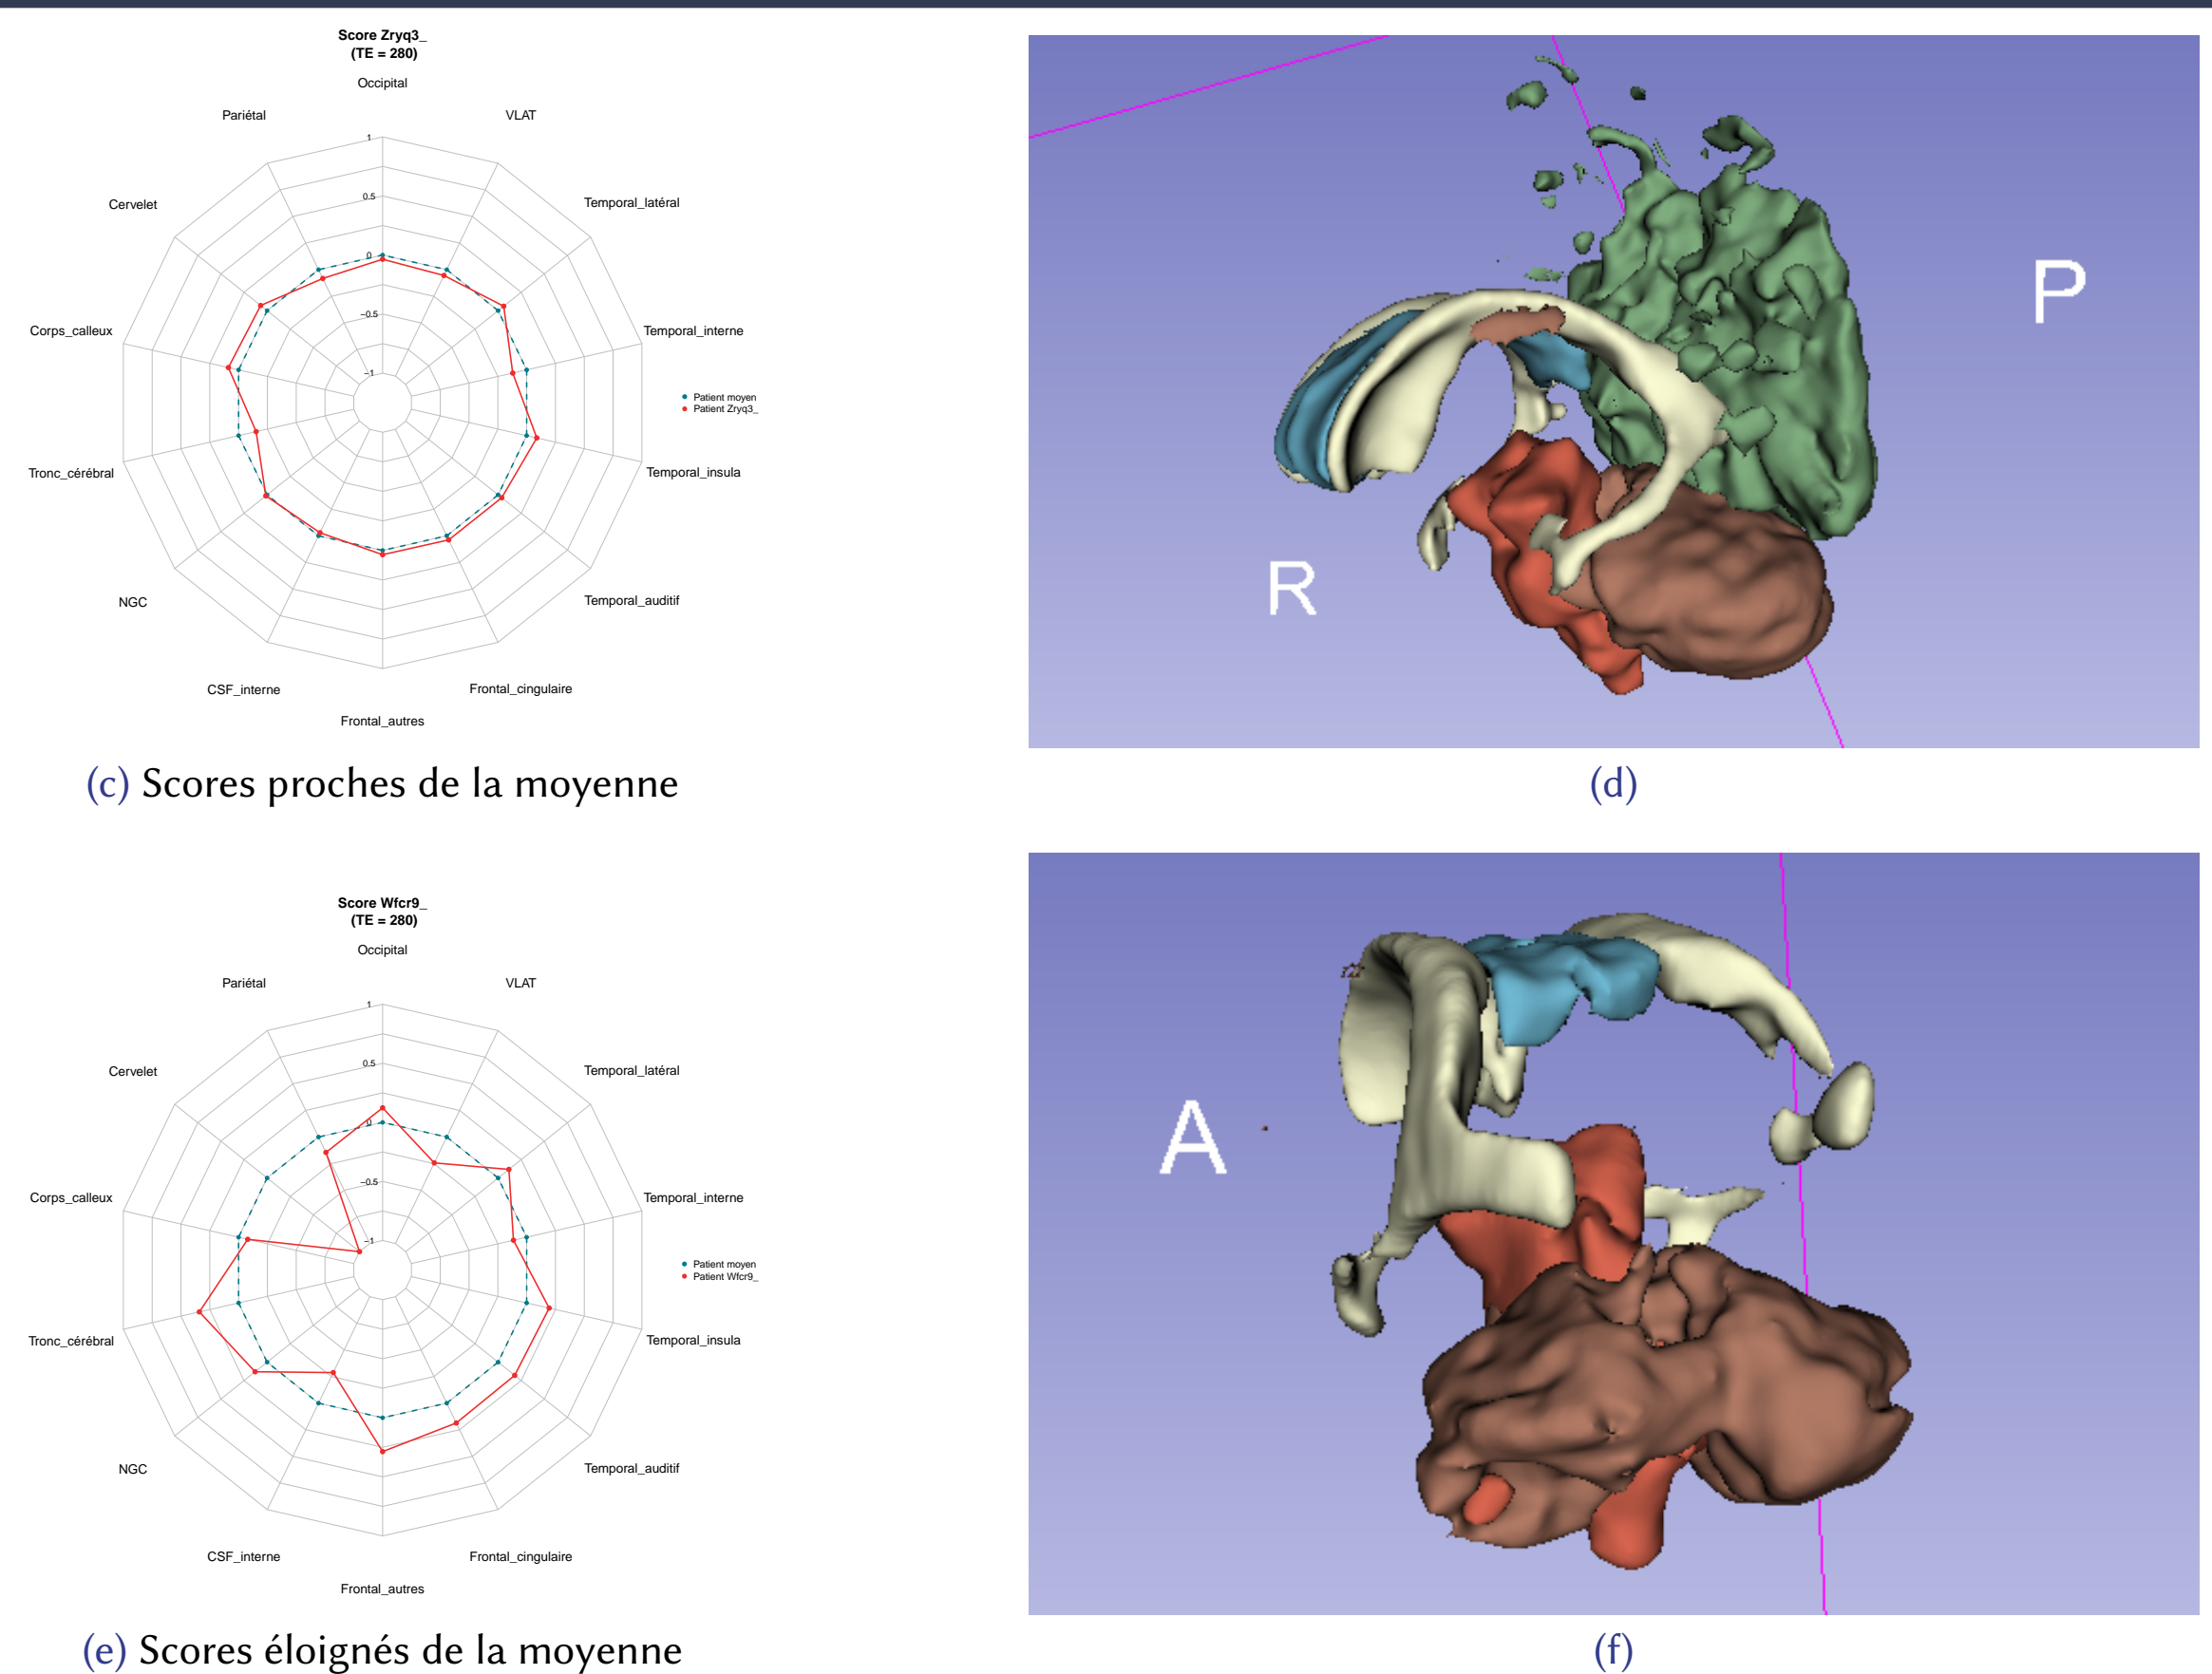 Score Zryq3_
(TE = 280)
Occipital
Pariétal
VLAT
Cervelet
Temporal_latéral
Corps_calleux
Temporal_interne
Tronc_cérébral
Temporal_insula
NGC
Temporal_auditif
CSF_interne
Frontal_cingulaire
Frontal_autres
1
0.5
0
−0.5
−1
Patient moyen
Patient Zryq3_
R
P
(c) Scores proches de la moyenne
(d)
Score Wfcr9_
(TE = 280)
Occipital
Pariétal
VLAT
Cervelet
Temporal_latéral
Corps_calleux
Temporal_interne
Tronc_cérébral
Temporal_insula
NGC
Temporal_auditif
CSF_interne
Frontal_cingulaire
Frontal_autres
1
0.5
0
−0.5
−1
Patient moyen
Patient Wfcr9_
A
(e) Scores éloignés de la moyenne
(f)